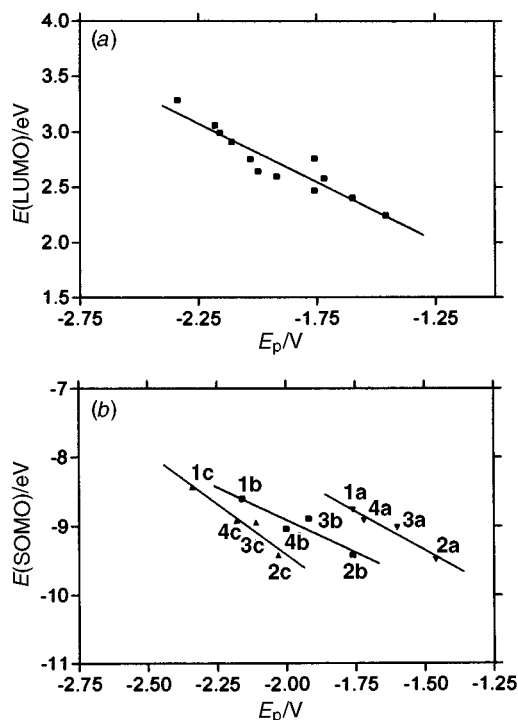 (a)
4.0
3.5
3.0
2.5
2.0
1.5
E(LUMO)/eV
-2.75 -2.25 -1.75 -1.25
Ep/V
(b)
-7
-8
-9
-10
-11
E(SOMO)/eV
1c 1b 1a 4a 3a
4c 3c 4b 3b 2a
2c 2b
-2.75 -2.50 -2.25 -2.00 -1.75 -1.50 -1.25
Ep/V